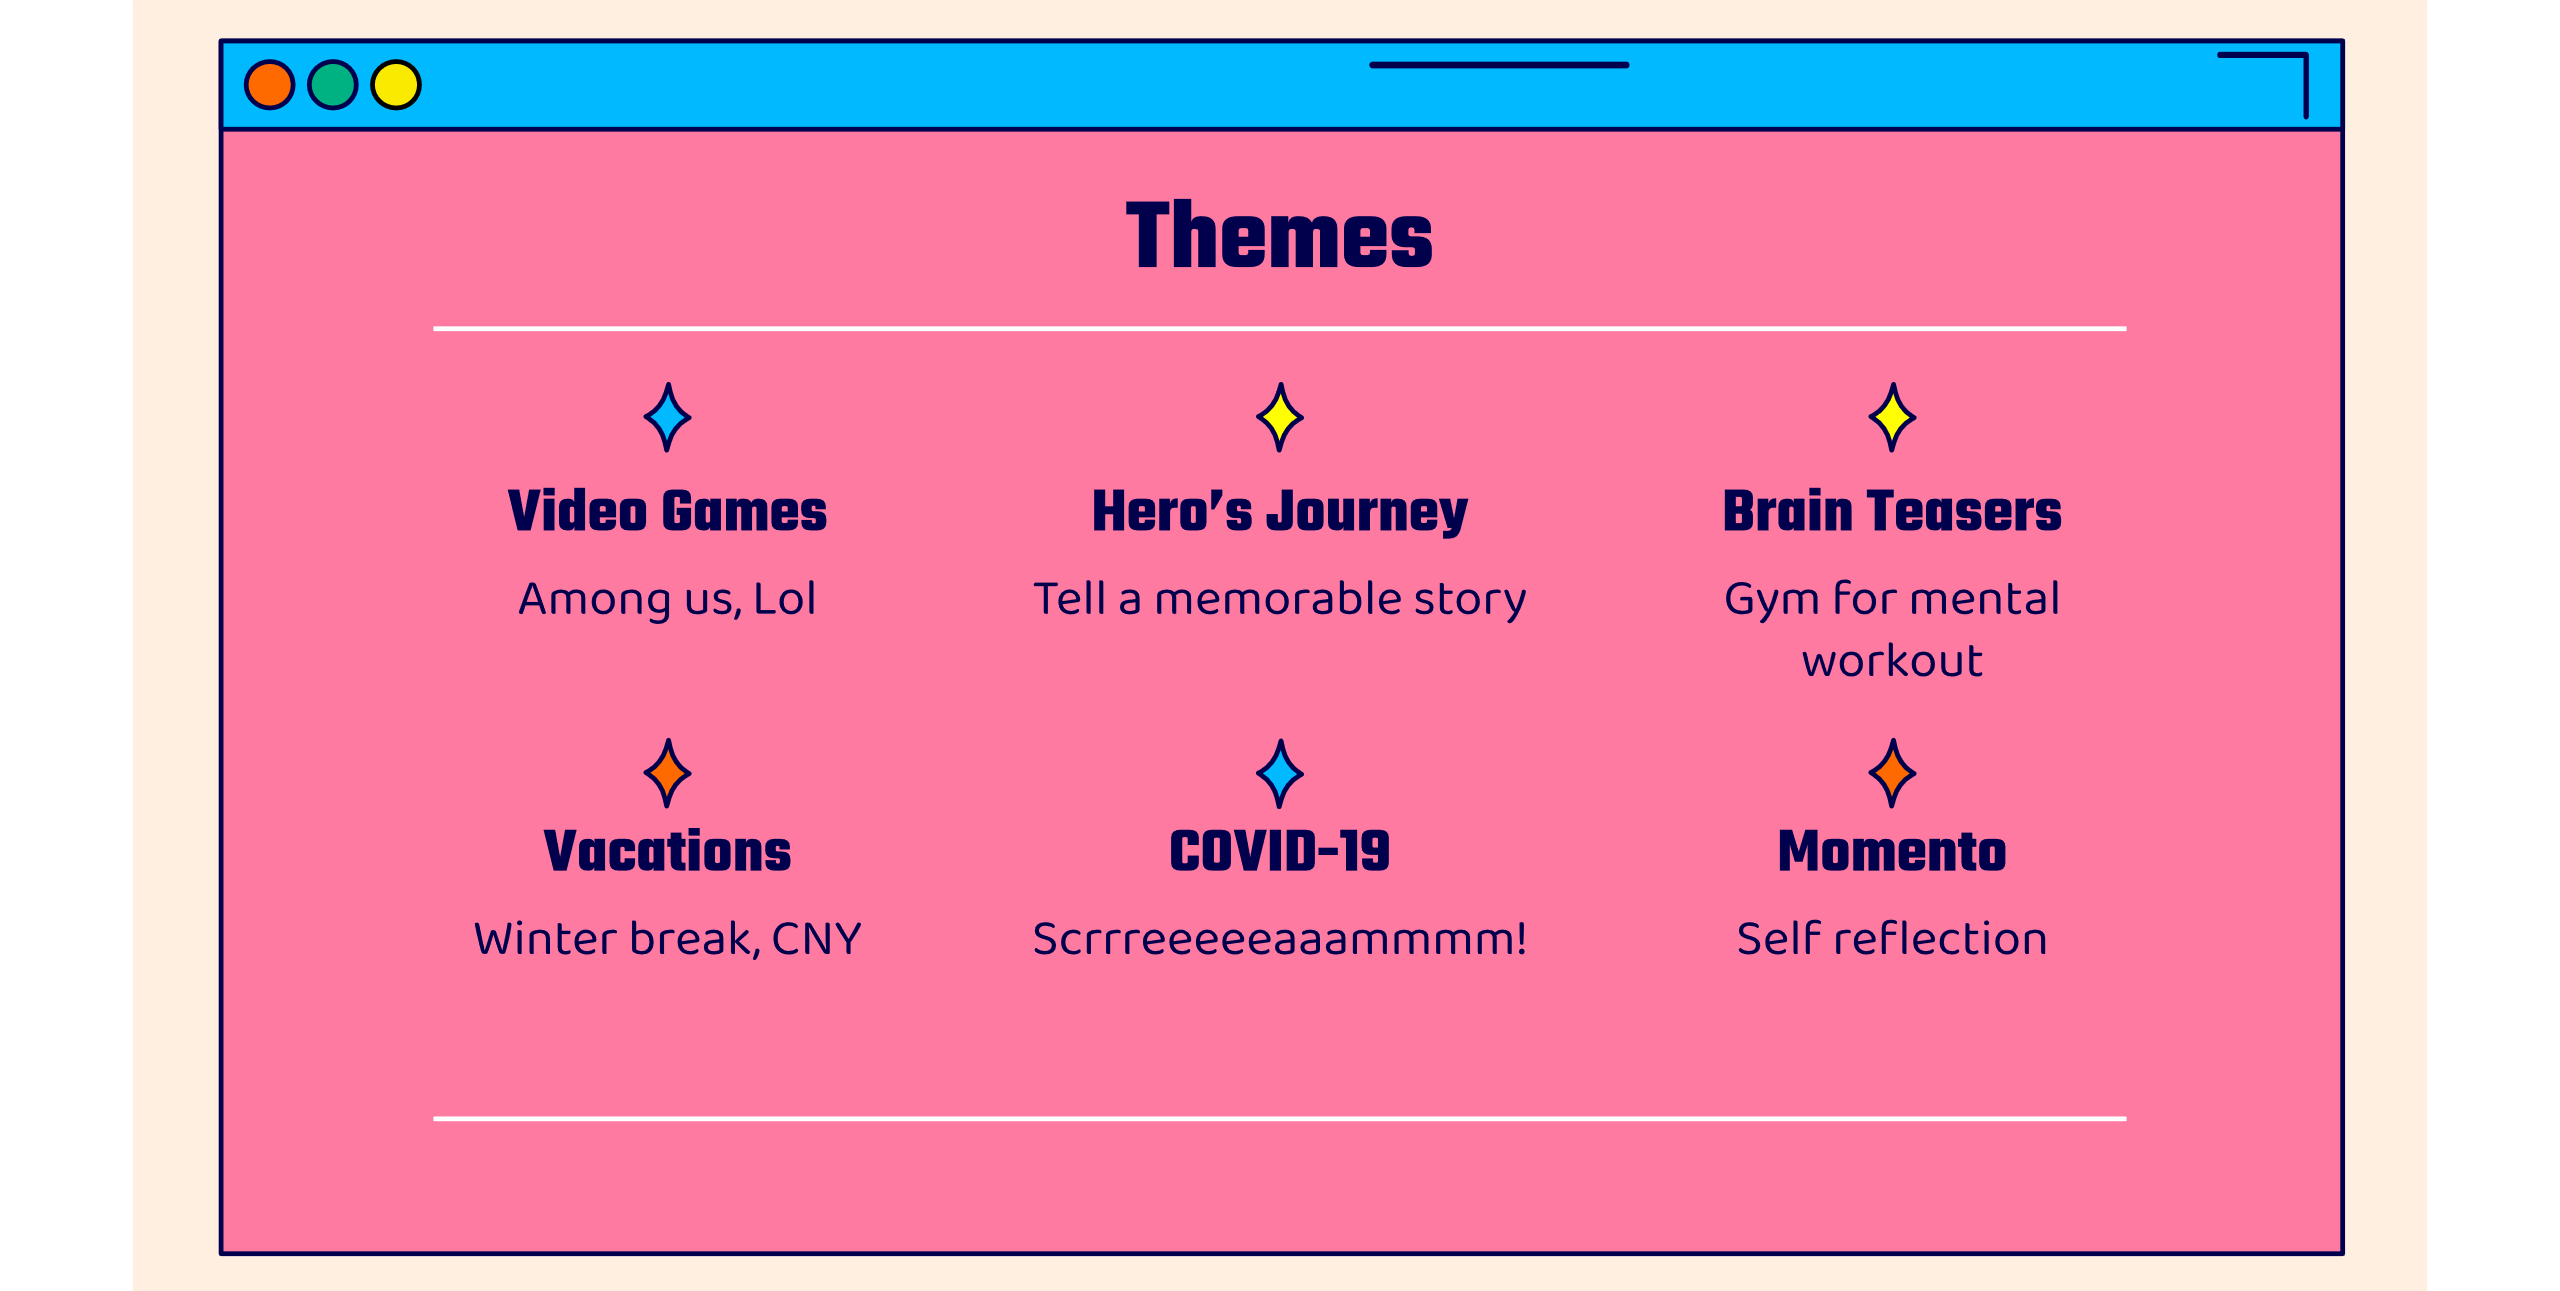 Themes
Video Games
Among us, Lol
Hero’s Journey
Tell a memorable story
Brain Teasers
Gym for mental
workout
Vacations
Winter break, CNY
COVID-19
Scrrreeeeeaaammmm!
Momento
Self reflection